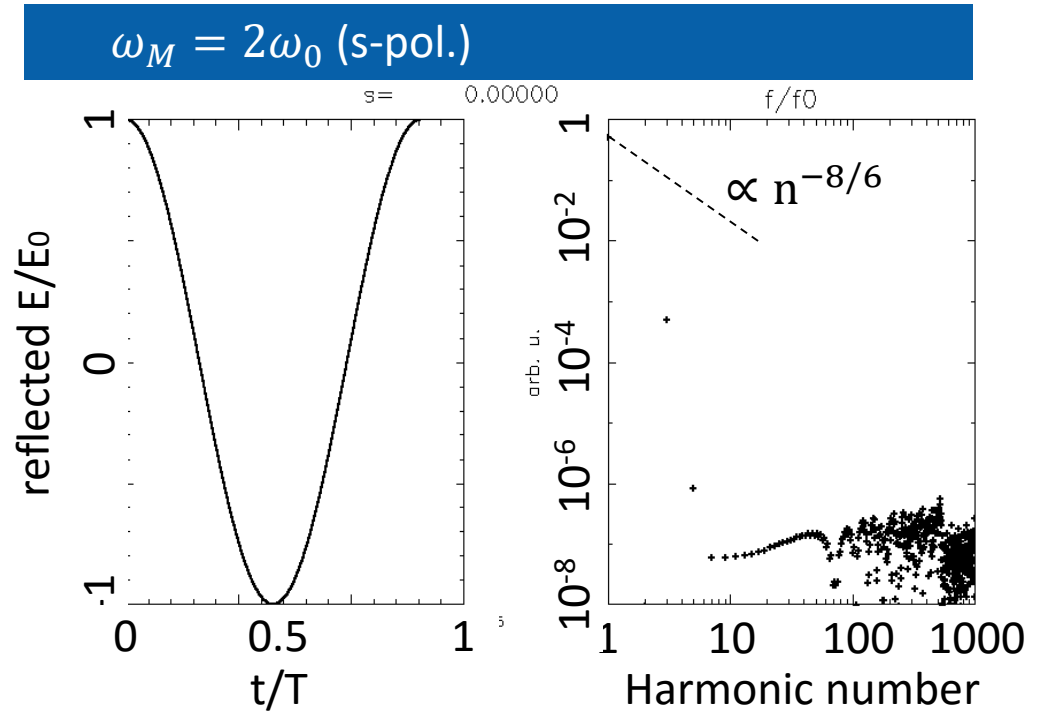 ω_M = 2ω_0 (s-pol.)
s= 0.00000 f/f0
reflected E/E0
1
0
-1
0 0.5 1
t/T
arb. u.
1
10^-2
10^-4
10^-6
10^-8
∝ n^{-8/6}
1 10 100 1000
Harmonic number